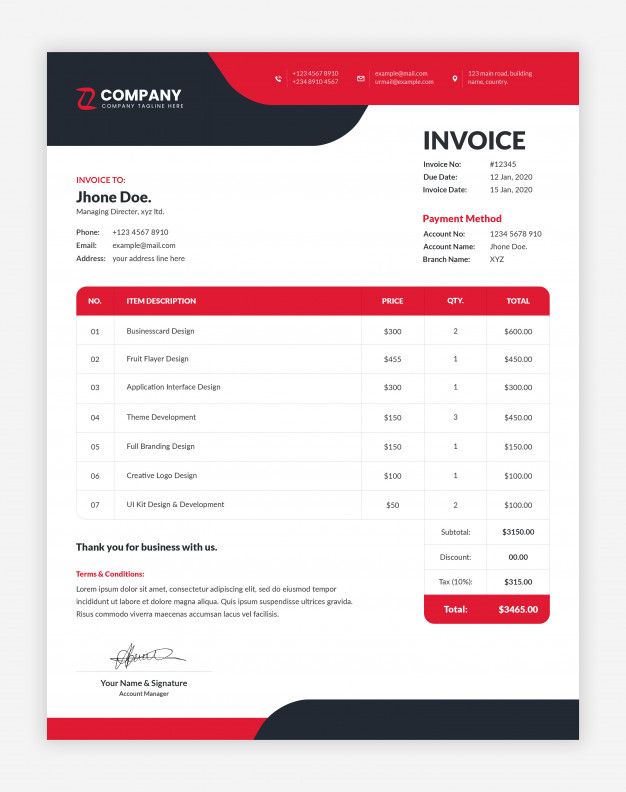 COMPANY
COMPANY TAGLINE HERE
+123 4567 8910
+234 8910 4567
example@mail.com
urmail@example.com
123 main road, building
name, country.
INVOICE
Invoice No: #12345
Due Date: 12 Jan, 2020
Invoice Date: 15 Jan, 2020
INVOICE TO:
Jhone Doe.
Managing Directer, xyz ltd.
Phone: +123 4567 8910
Email: example@mail.com
Address: your address line here
Payment Method
Account No: 1234 5678 910
Account Name: Jhone Doe.
Branch Name: XYZ
NO. ITEM DESCRIPTION PRICE QTY. TOTAL
01 Businesscard Design $300 2 $600.00
02 Fruit Flayer Design $455 1 $450.00
03 Application Interface Design $300 1 $300.00
04 Theme Development $150 3 $450.00
05 Full Branding Design $150 1 $150.00
06 Creative Logo Design $100 1 $100.00
07 UI Kit Design & Development $50 2 $100.00
Subtotal: $3150.00
Discount: 00.00
Tax (10%): $315.00
Total: $3465.00
Thank you for business with us.
Terms & Conditions:
Lorem ipsum dolor sit amet, consectetur adipiscing elit, sed do eiusmod tempor
incididunt ut labore et dolore magna aliqua. Quis ipsum suspendisse ultrices gravida.
Risus commodo viverra maecenas accumsan lacus vel facilisis.
Your Name & Signature
Account Manager